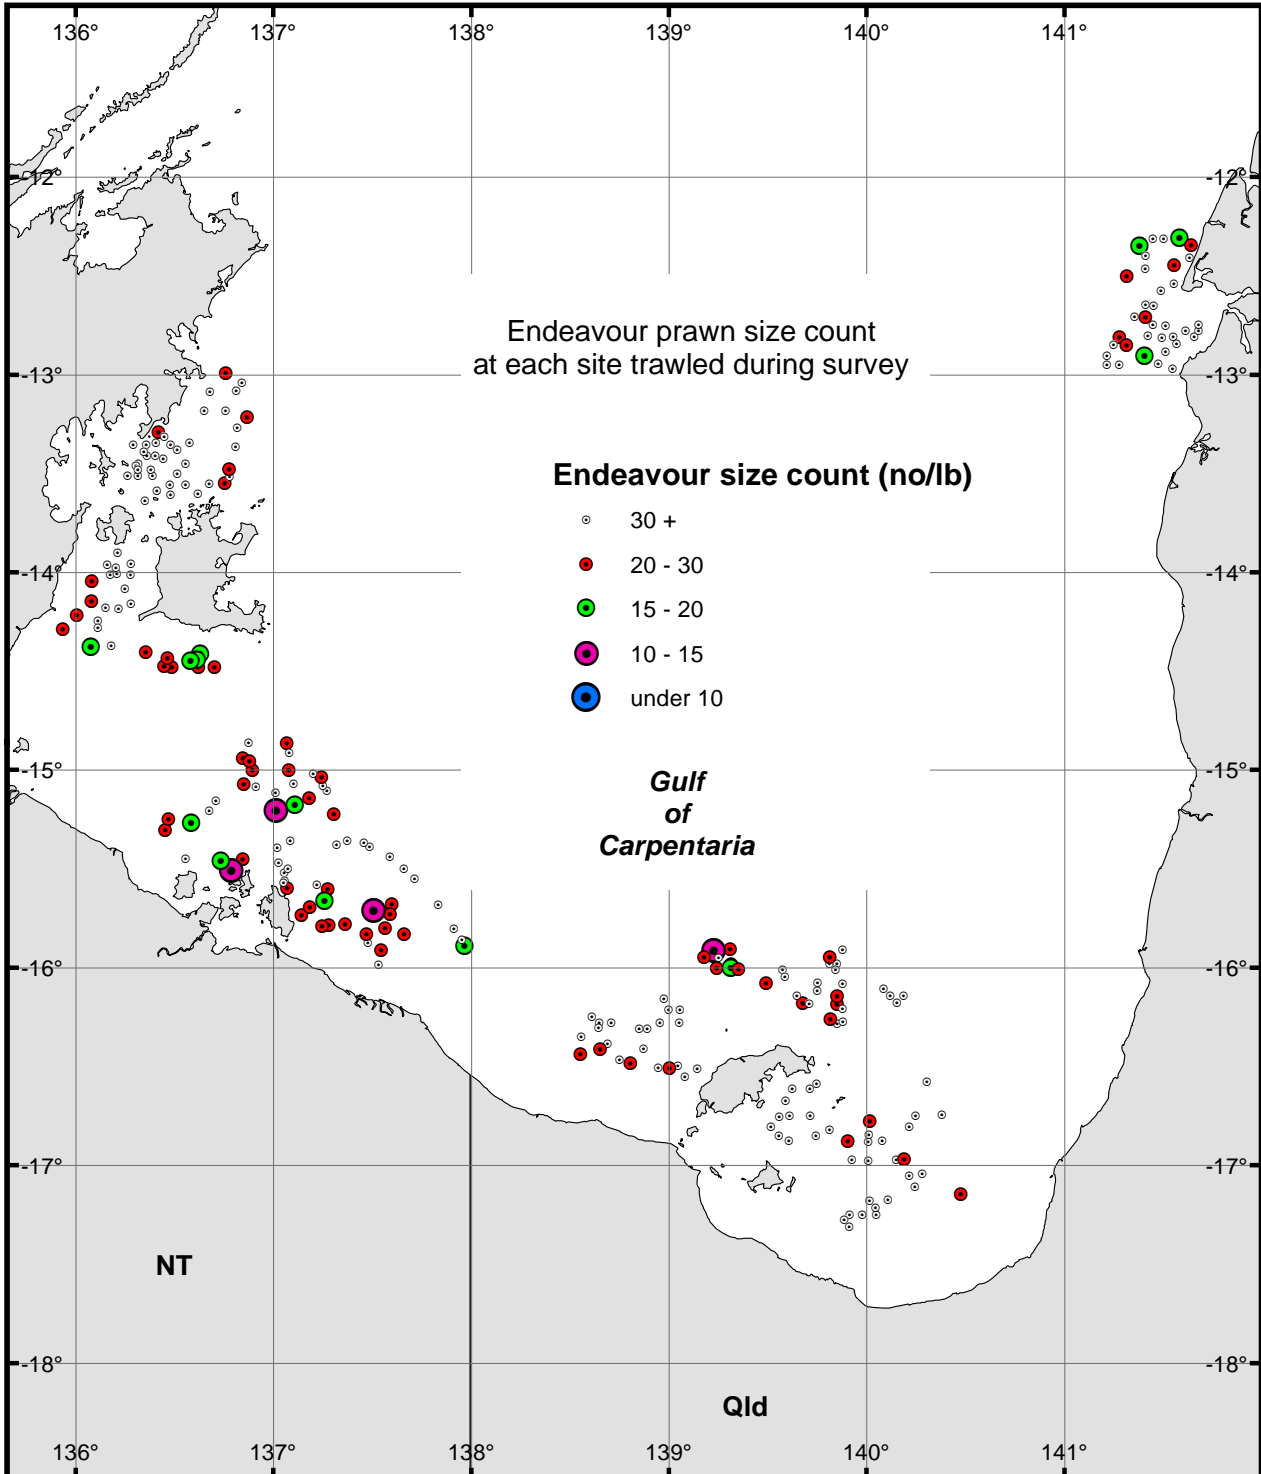 136° 137° 138° 139° 140° 141°
-12° -12°
Endeavour prawn size count
at each site trawled during survey
-13° -13°
Endeavour size count (no/lb)
30 +
20 - 30
15 - 20
10 - 15
under 10
-14° -14°
-15° -15°
Gulf
of
Carpentaria
-16° -16°
-17° -17°
NT
-18° -18°
Qld
136° 137° 138° 139° 140° 141°